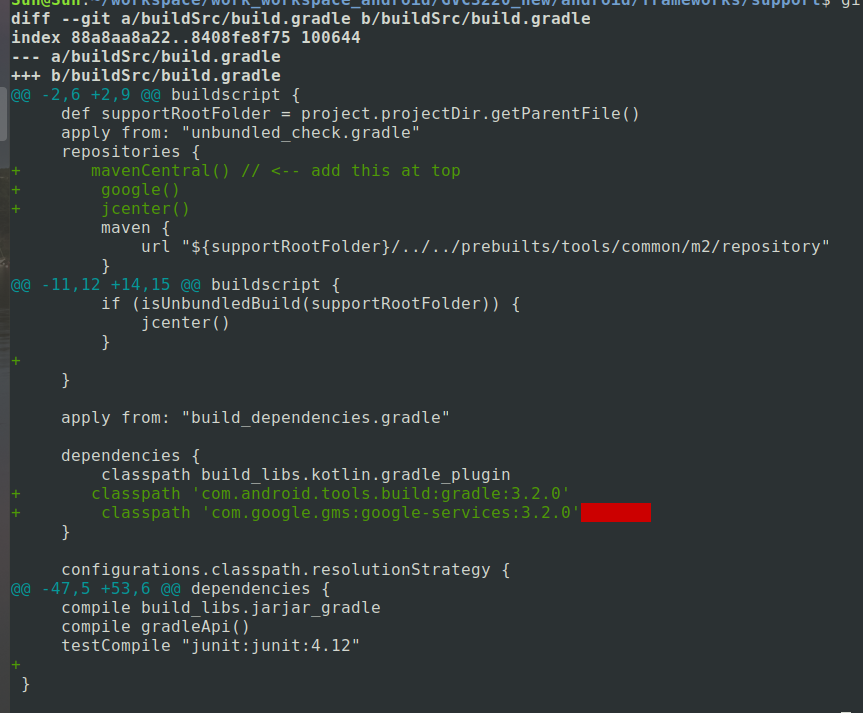 Sun@Sun:~/workspace/work_workspace_android/GVC3220_new/android/frameworks/support$ gi
diff --git a/buildSrc/build.gradle b/buildSrc/build.gradle
index 88a8aa8a22..8408fe8f75 100644
--- a/buildSrc/build.gradle
+++ b/buildSrc/build.gradle
@@ -2,6 +2,9 @@ buildscript {
     def supportRootFolder = project.projectDir.getParentFile()
     apply from: "unbundled_check.gradle"
     repositories {
+       mavenCentral() // <-- add this at top
+        google()
+        jcenter()
         maven {
             url "${supportRootFolder}/../../prebuilts/tools/common/m2/repository"
         }
@@ -11,12 +14,15 @@ buildscript {
         if (isUnbundledBuild(supportRootFolder)) {
             jcenter()
         }
+
     }

     apply from: "build_dependencies.gradle"

     dependencies {
         classpath build_libs.kotlin.gradle_plugin
+       classpath 'com.android.tools.build:gradle:3.2.0'
+        classpath 'com.google.gms:google-services:3.2.0'
     }

     configurations.classpath.resolutionStrategy {
@@ -47,5 +53,6 @@ dependencies {
     compile build_libs.jarjar_gradle
     compile gradleApi()
     testCompile "junit:junit:4.12"
+
 }